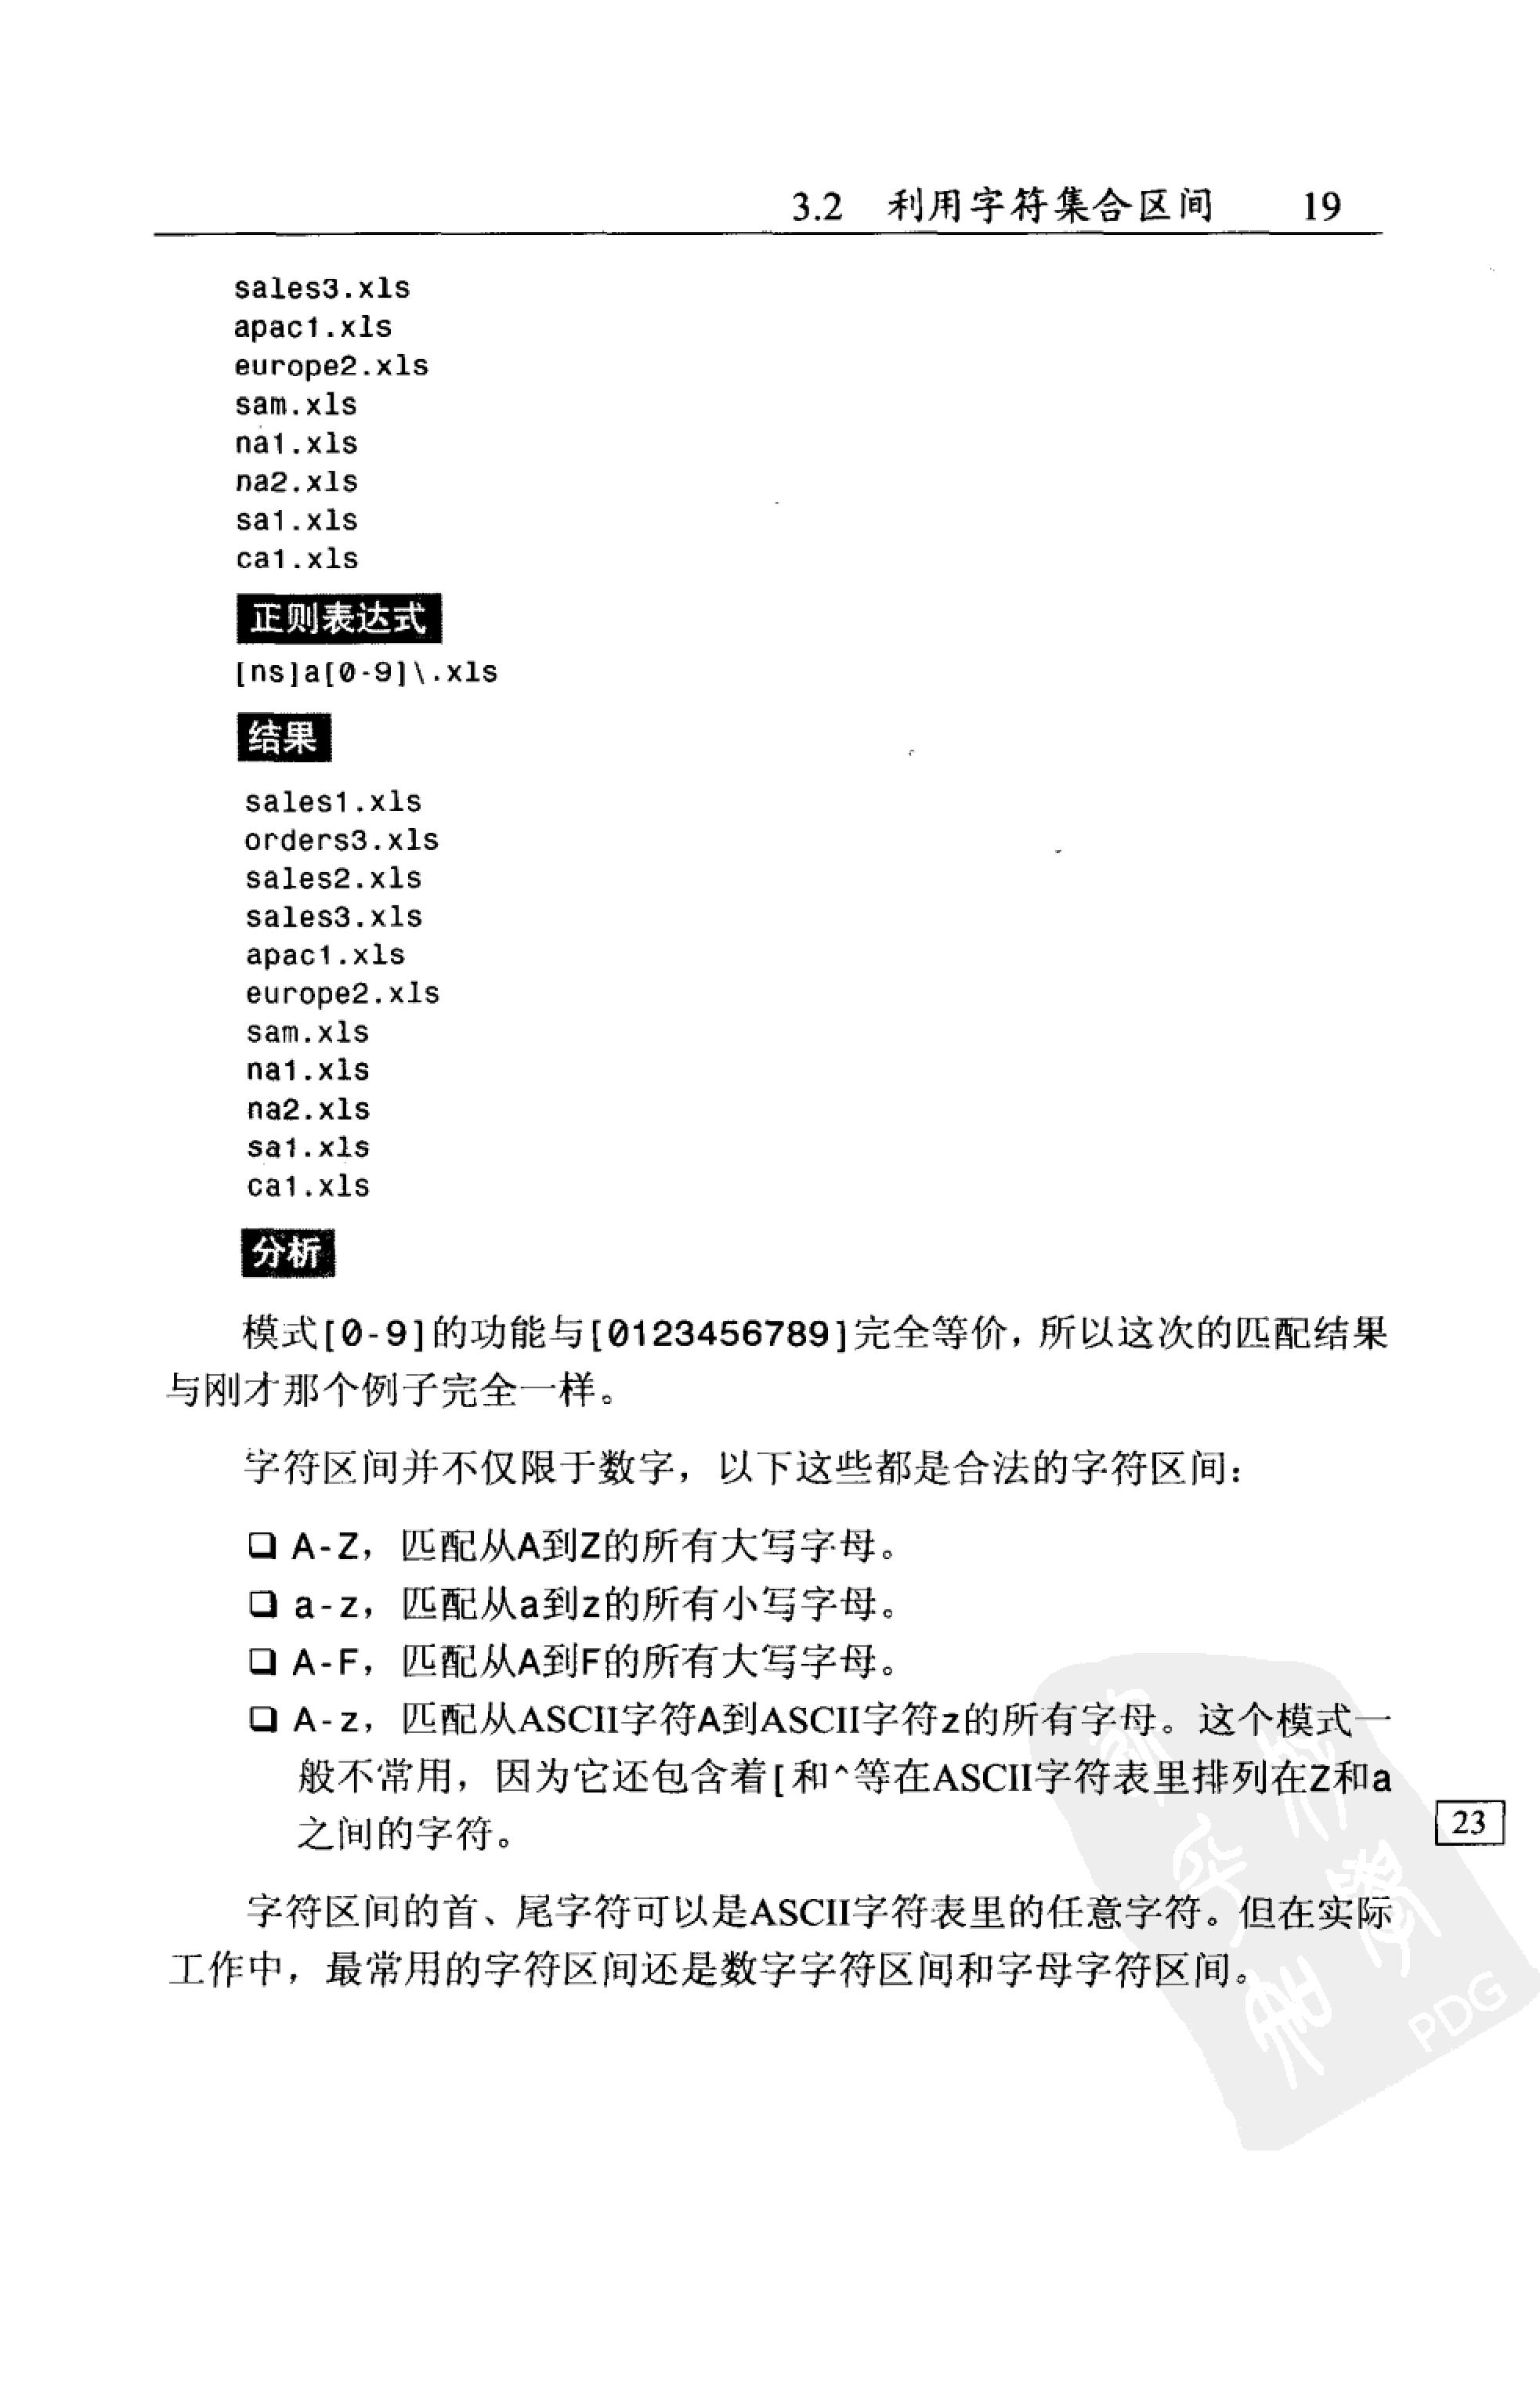 3.2 利用字符集合区间 19
sales3.xls
apac1.xls
europe2.xls
sam.xls
na1.xls
na2.xls
sa1.xls
ca1.xls
正则表达式
[ns]a[0-9]\.xls
结果
sales1.xls
orders3.xls
sales2.xls
sales3.xls
apac1.xls
europe2.xls
sam.xls
na1.xls
na2.xls
sa1.xls
ca1.xls
分析
模式[0-9]的功能与[0123456789]完全等价，所以这次的匹配结果
与刚才那个例子完全一样。
字符区间并不仅限于数字，以下这些都是合法的字符区间：
❑ A-Z，匹配从A到Z的所有大写字母。
❑ a-z，匹配从a到z的所有小写字母。
❑ A-F，匹配从A到F的所有大写字母。
❑ A-z，匹配从ASCII字符A到ASCII字符z的所有字母。这个模式一
般不常用，因为它还包含着[和^等在ASCII字符表里排列在Z和a
之间的字符。
23
字符区间的首、尾字符可以是ASCII字符表里的任意字符。但在实际
工作中，最常用的字符区间还是数字字符区间和字母字符区间。
PDG